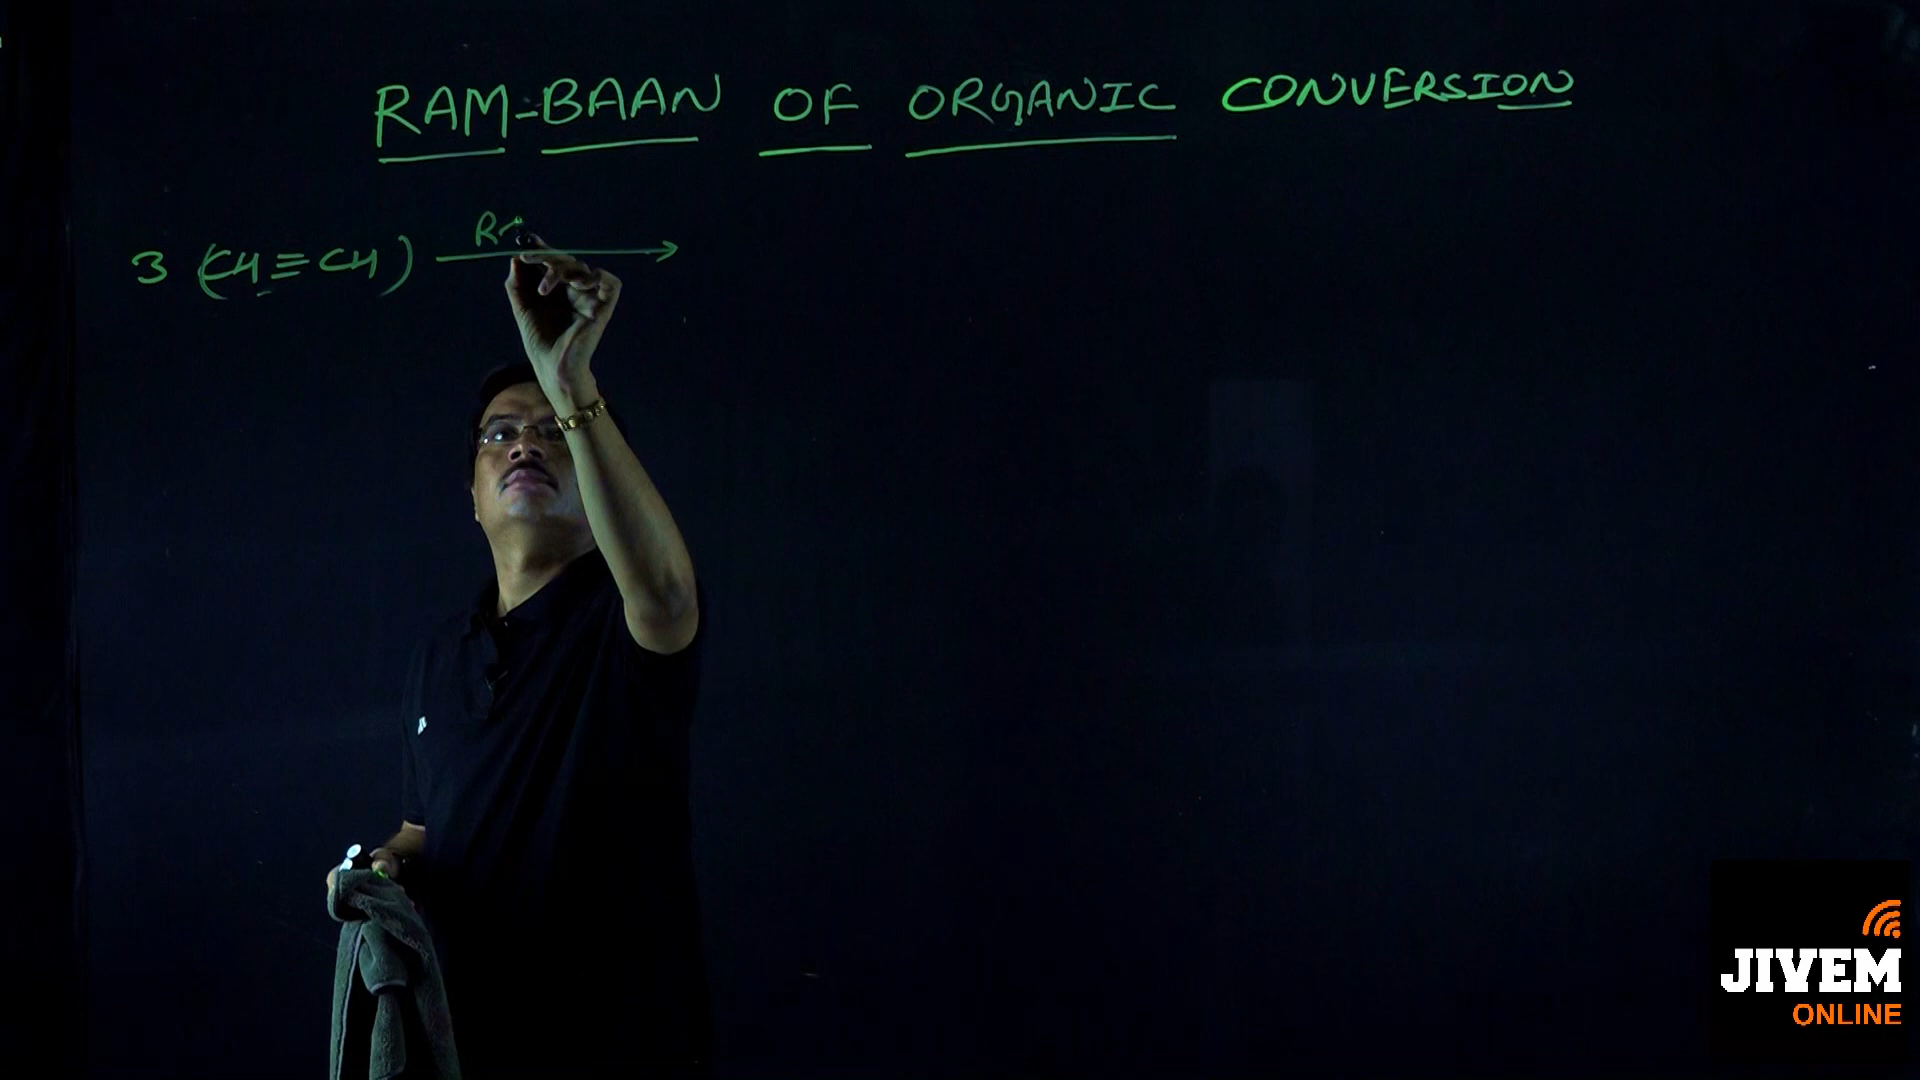 RAM-BAAN OF ORGANIC CONVERSION
3 (CH≡CH) ⟶
JIVEM
ONLINE